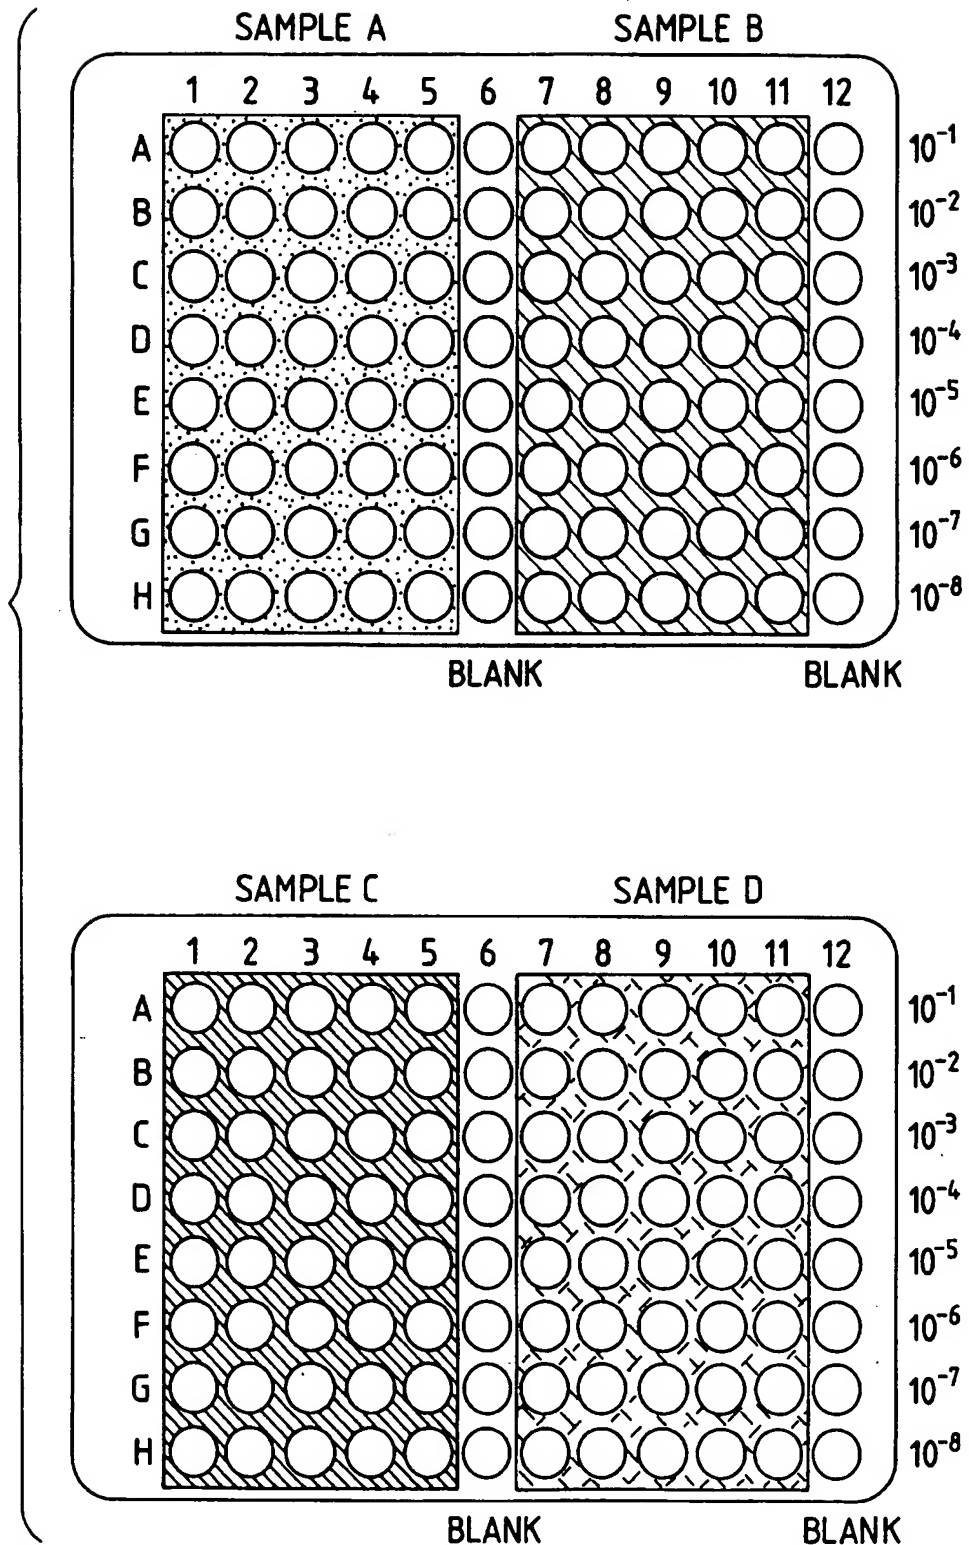 SAMPLE A SAMPLE B
1 2 3 4 5 6 7 8 9 10 11 12
A 10⁻¹
B 10⁻²
C 10⁻³
D 10⁻⁴
E 10⁻⁵
F 10⁻⁶
G 10⁻⁷
H 10⁻⁸
BLANK BLANK
SAMPLE C SAMPLE D
1 2 3 4 5 6 7 8 9 10 11 12
A 10⁻¹
B 10⁻²
C 10⁻³
D 10⁻⁴
E 10⁻⁵
F 10⁻⁶
G 10⁻⁷
H 10⁻⁸
BLANK BLANK